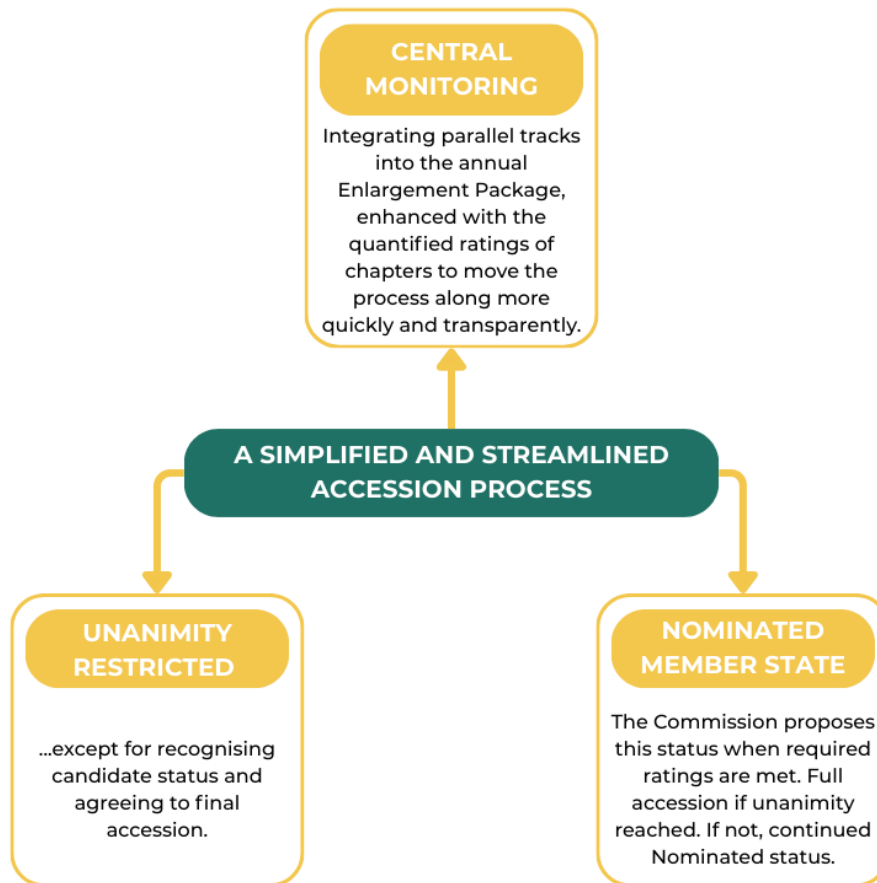 CENTRAL
MONITORING
Integrating parallel tracks
into the annual
Enlargement Package,
enhanced with the
quantified ratings of
chapters to move the
process along more
quickly and transparently.
A SIMPLIFIED AND STREAMLINED
ACCESSION PROCESS
UNANIMITY
RESTRICTED
...except for recognising
candidate status and
agreeing to final
accession.
NOMINATED
MEMBER STATE
The Commission proposes
this status when required
ratings are met. Full
accession if unanimity
reached. If not, continued
Nominated status.